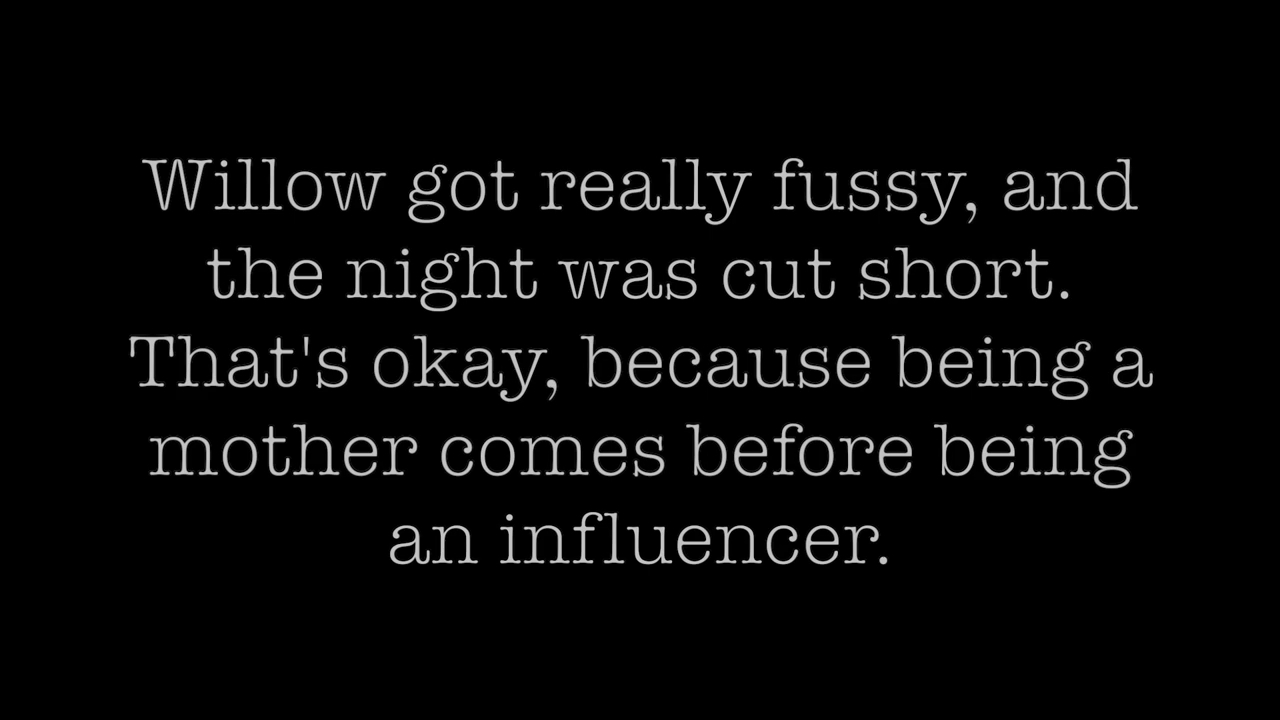 Willow got really fussy, and
the night was cut short.
That's okay, because being a
mother comes before being
an influencer.